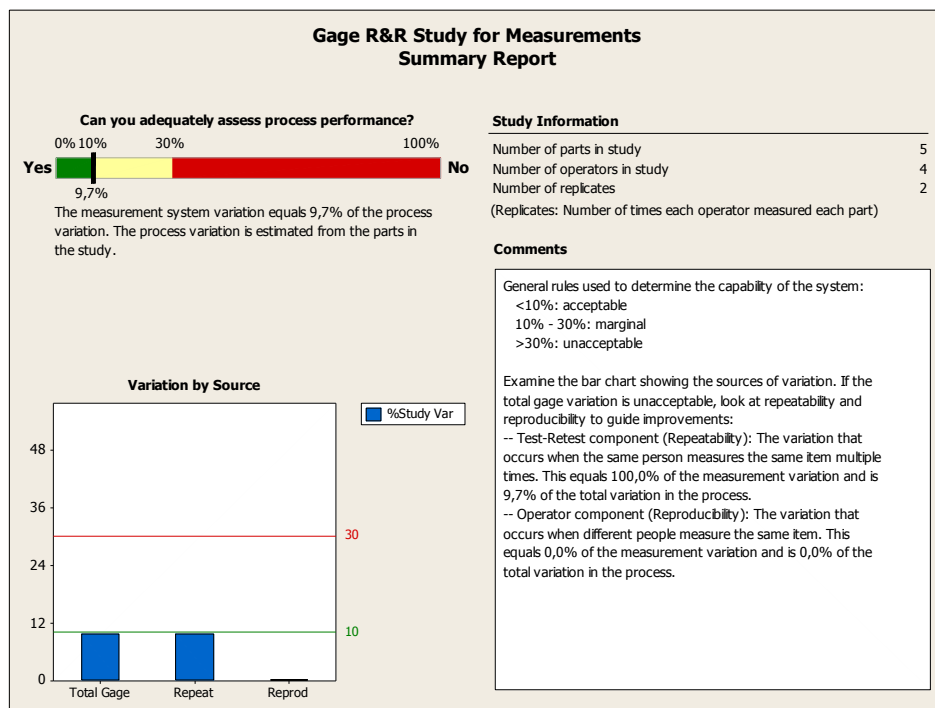 Gage R&R Study for Measurements
Summary Report
Can you adequately assess process performance?
0% 10% 30% 100%
Yes No
9,7%
The measurement system variation equals 9,7% of the process
variation. The process variation is estimated from the parts in
the study.
Study Information
Number of parts in study 5
Number of operators in study 4
Number of replicates 2
(Replicates: Number of times each operator measured each part)
Comments
General rules used to determine the capability of the system:
<10%: acceptable
10% - 30%: marginal
>30%: unacceptable
Examine the bar chart showing the sources of variation. If the
total gage variation is unacceptable, look at repeatability and
reproducibility to guide improvements:
-- Test-Retest component (Repeatability): The variation that
occurs when the same person measures the same item multiple
times. This equals 100,0% of the measurement variation and is
9,7% of the total variation in the process.
-- Operator component (Reproducibility): The variation that
occurs when different people measure the same item. This
equals 0,0% of the measurement variation and is 0,0% of the
total variation in the process.
Variation by Source
%Study Var
48
36
30
24
12
10
0
Total Gage Repeat Reprod